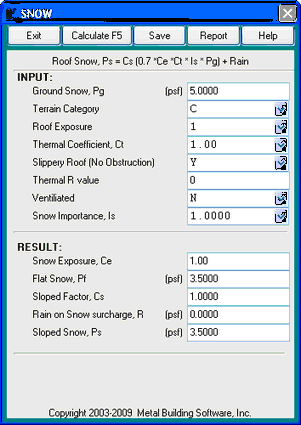 SNOW
Exit Calculate F5 Save Report Help
Roof Snow, Ps = Cs (0.7 *Ce *Ct * Is * Pg) + Rain
INPUT:
Ground Snow, Pg (psf) 5.0000
Terrain Category C
Roof Exposure 1
Thermal Coefficient, Ct 1.00
Slippery Roof (No Obstruction) Y
Thermal R value 0
Ventiliated N
Snow Importance, Is 1.0000
RESULT:
Snow Exposure, Ce 1.00
Flat Snow, Pf (psf) 3.5000
Sloped Factor, Cs 1.0000
Rain on Snow surcharge, R (psf) 0.0000
Sloped Snow, Ps (psf) 3.5000
Copyright 2003-2009 Metal Building Software, Inc.